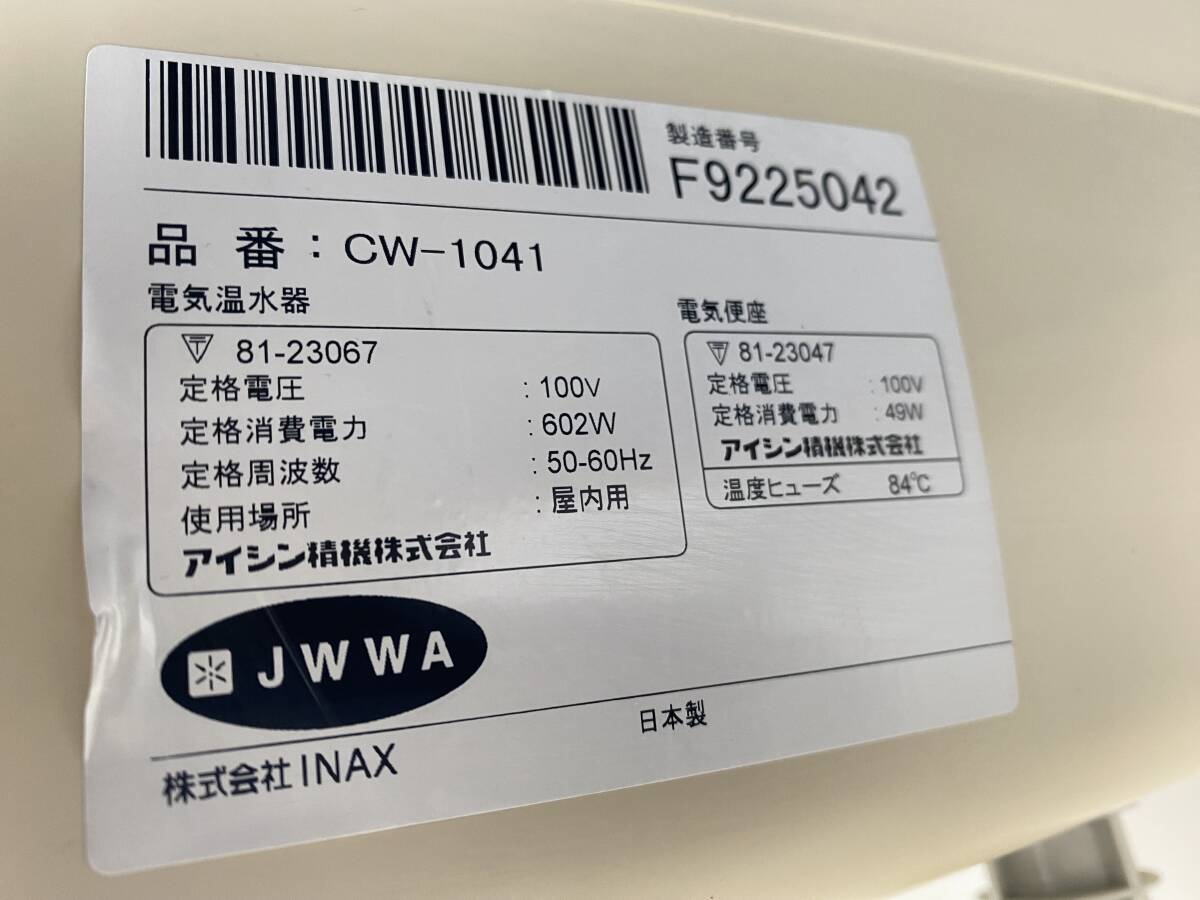 製造番号
F9225042
品 番 : CW-1041
電気温水器
81-23067
定格電圧 : 100V
定格消費電力 : 602W
定格周波数 : 50-60Hz
使用場所 : 屋内用
アイシン精機株式会社
電気便座
81-23047
定格電圧 : 100V
定格消費電力 : 49W
アイシン精機株式会社
温度ヒューズ 84℃
JWWA
日本製
株式会社INAX